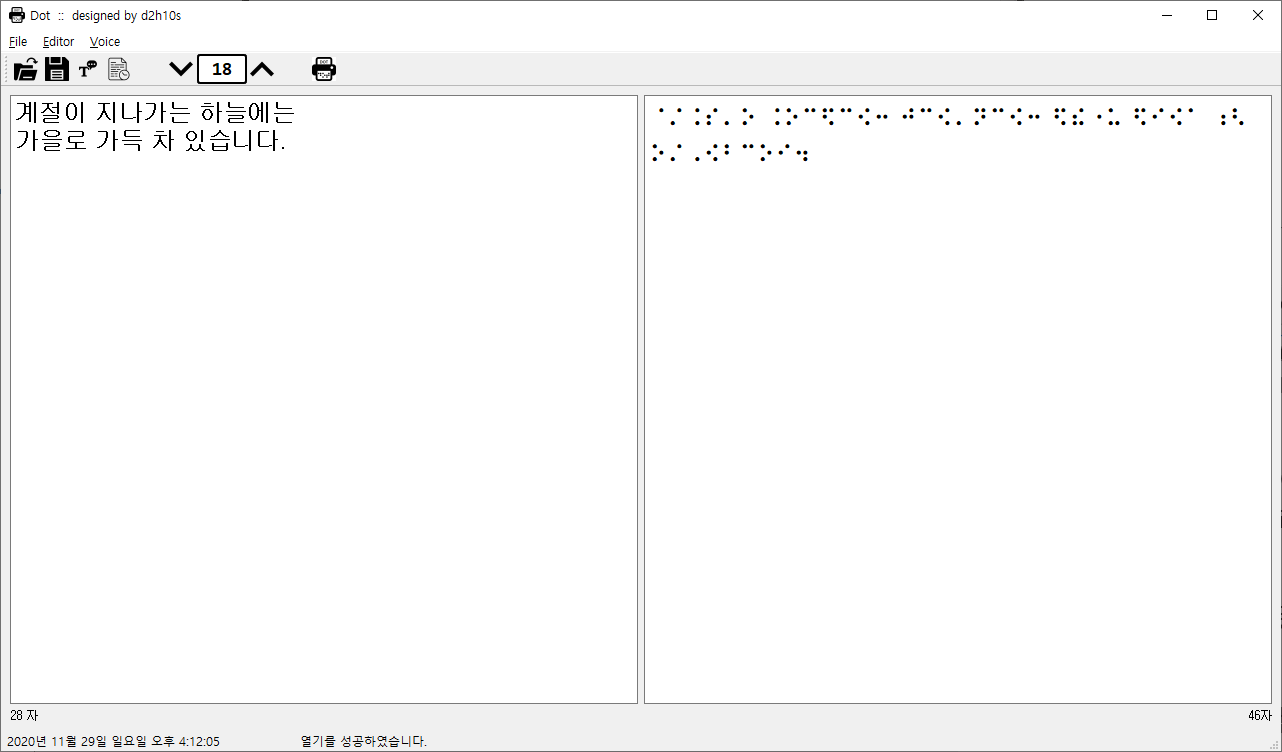 Dot :: designed by d2h10s
File Editor Voice
18
계절이 지나가는 하늘에는
가을로 가득 차 있습니다.
⠈⠌⠨⠎⠂⠕ ⠨⠕⠉⠫⠉⠪⠒ ⠚⠉⠪⠂⠝⠉⠪⠒ ⠫⠮⠐⠥ ⠫⠊⠪⠁ ⠰⠣
⠕⠌⠠⠪⠃⠉⠕⠊⠲
28 자
46자
2020년 11월 29일 일요일 오후 4:12:05 열기를 성공하였습니다.